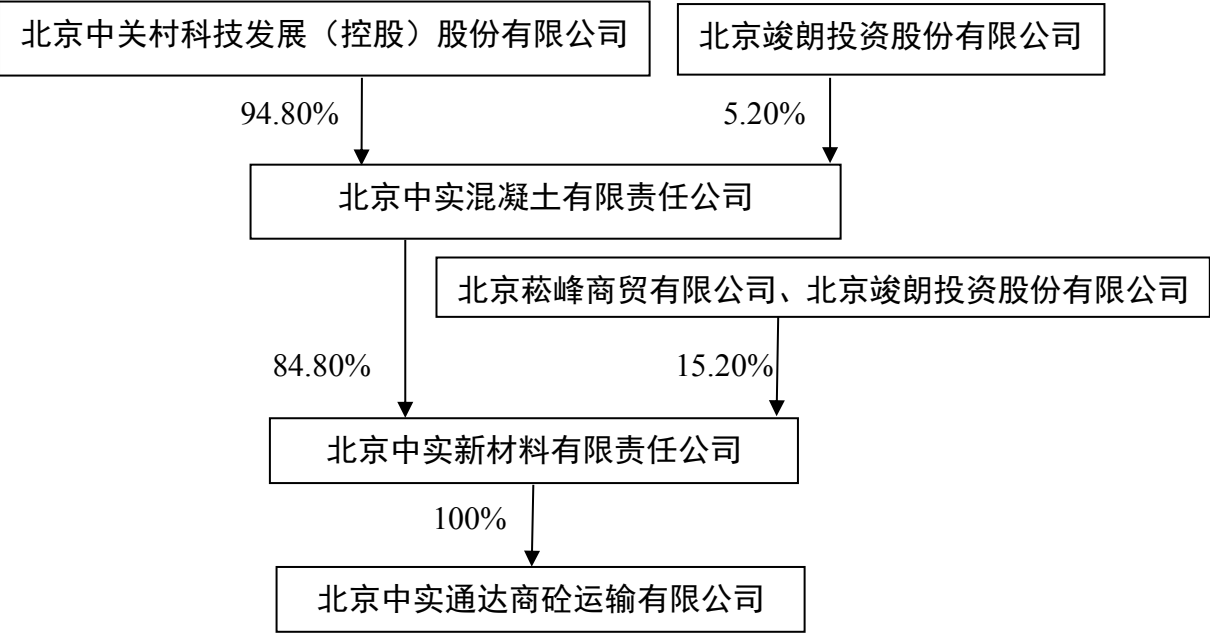 北京中关村科技发展（控股）股份有限公司
北京竣朗投资股份有限公司
94.80%
5.20%
北京中实混凝土有限责任公司
北京菘峰商贸有限公司、北京竣朗投资股份有限公司
84.80%
15.20%
北京中实新材料有限责任公司
100%
北京中实通达商砼运输有限公司